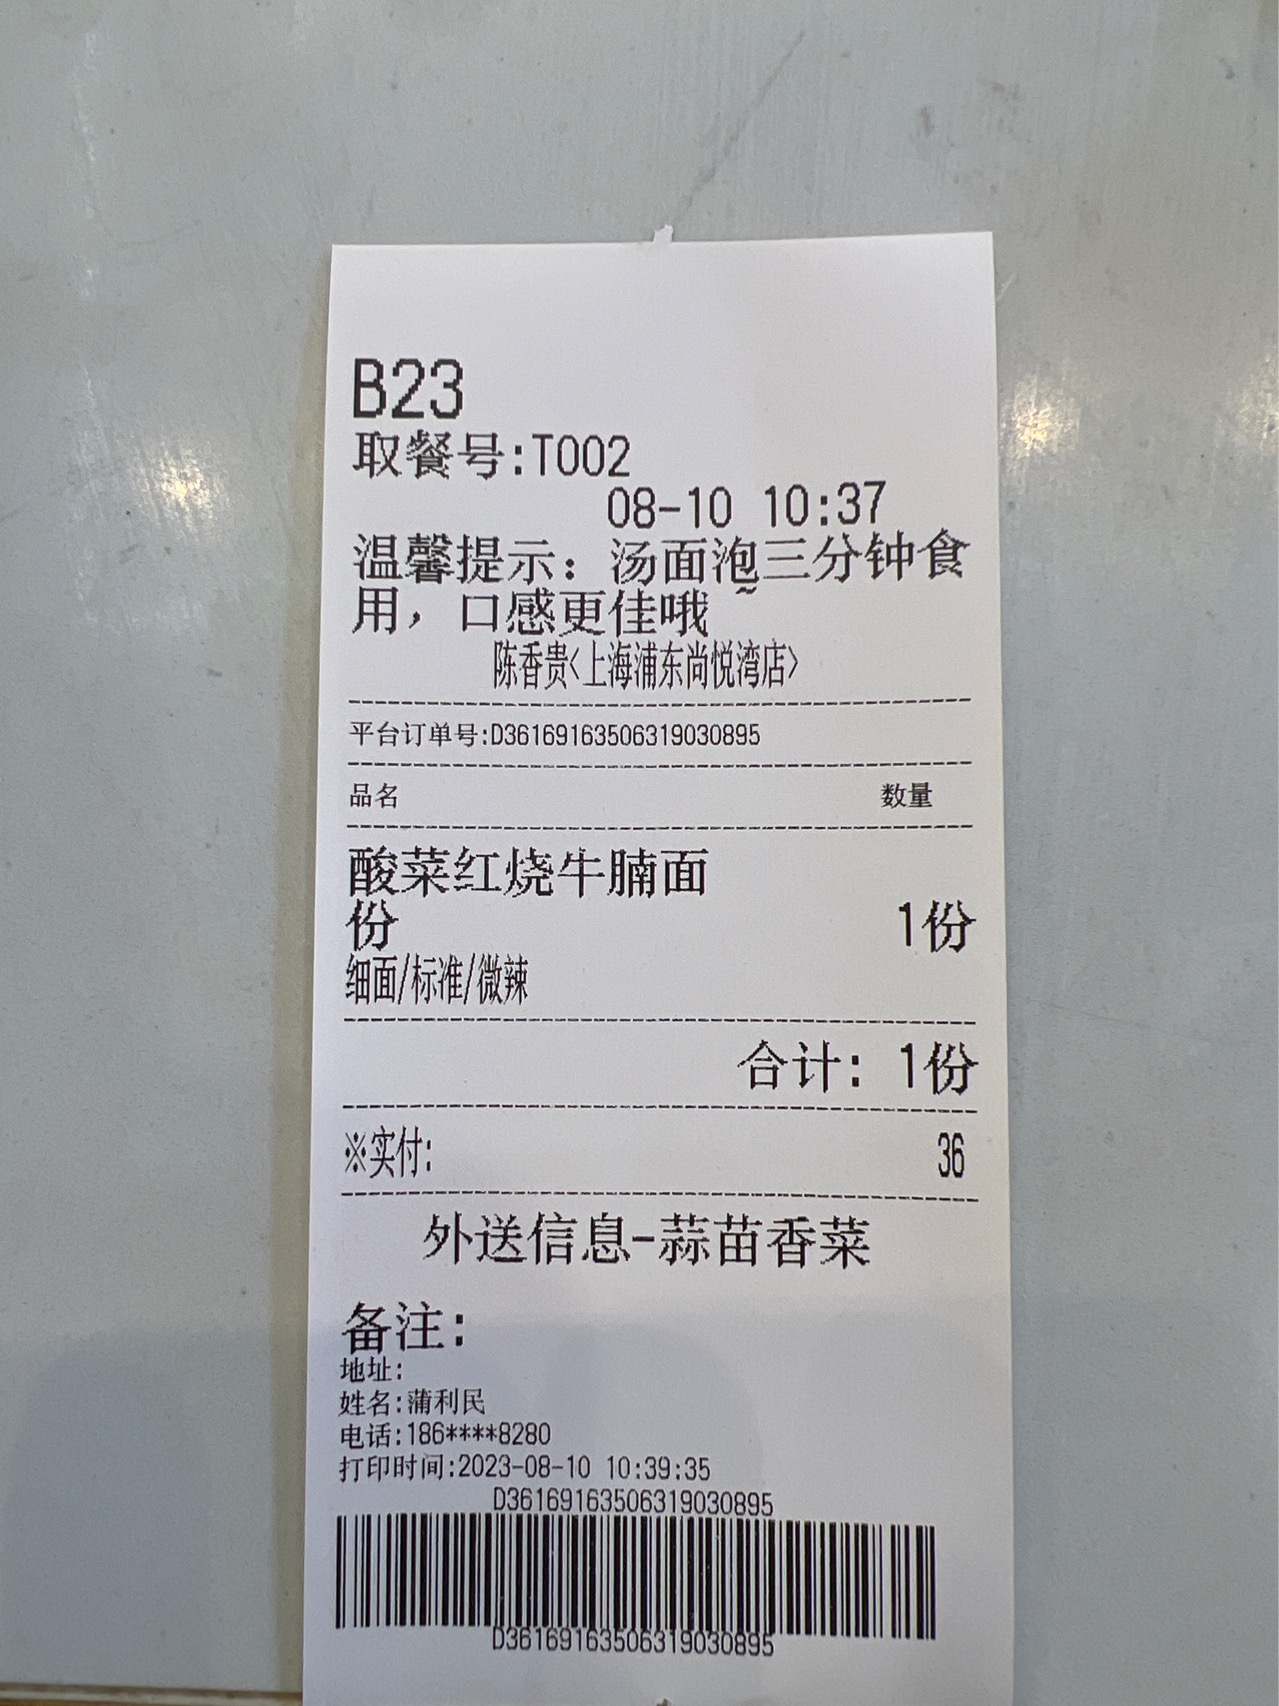 B23
取餐号:T002
08-10 10:37
温馨提示：汤面泡三分钟食
用，口感更佳哦~
陈香贵<上海浦东尚悦湾店>
平台订单号:D361691635063190​30895
品名 数量
酸菜红烧牛腩面
份 1份
细面/标准/微辣
合计：1份
※实付: 36
外送信息-蒜苗香菜
备注:
地址:
姓名:蒲利民
电话:186****8280
打印时间:2023-08-10 10:39:35
D36169163506319030895
D36169163506319030895